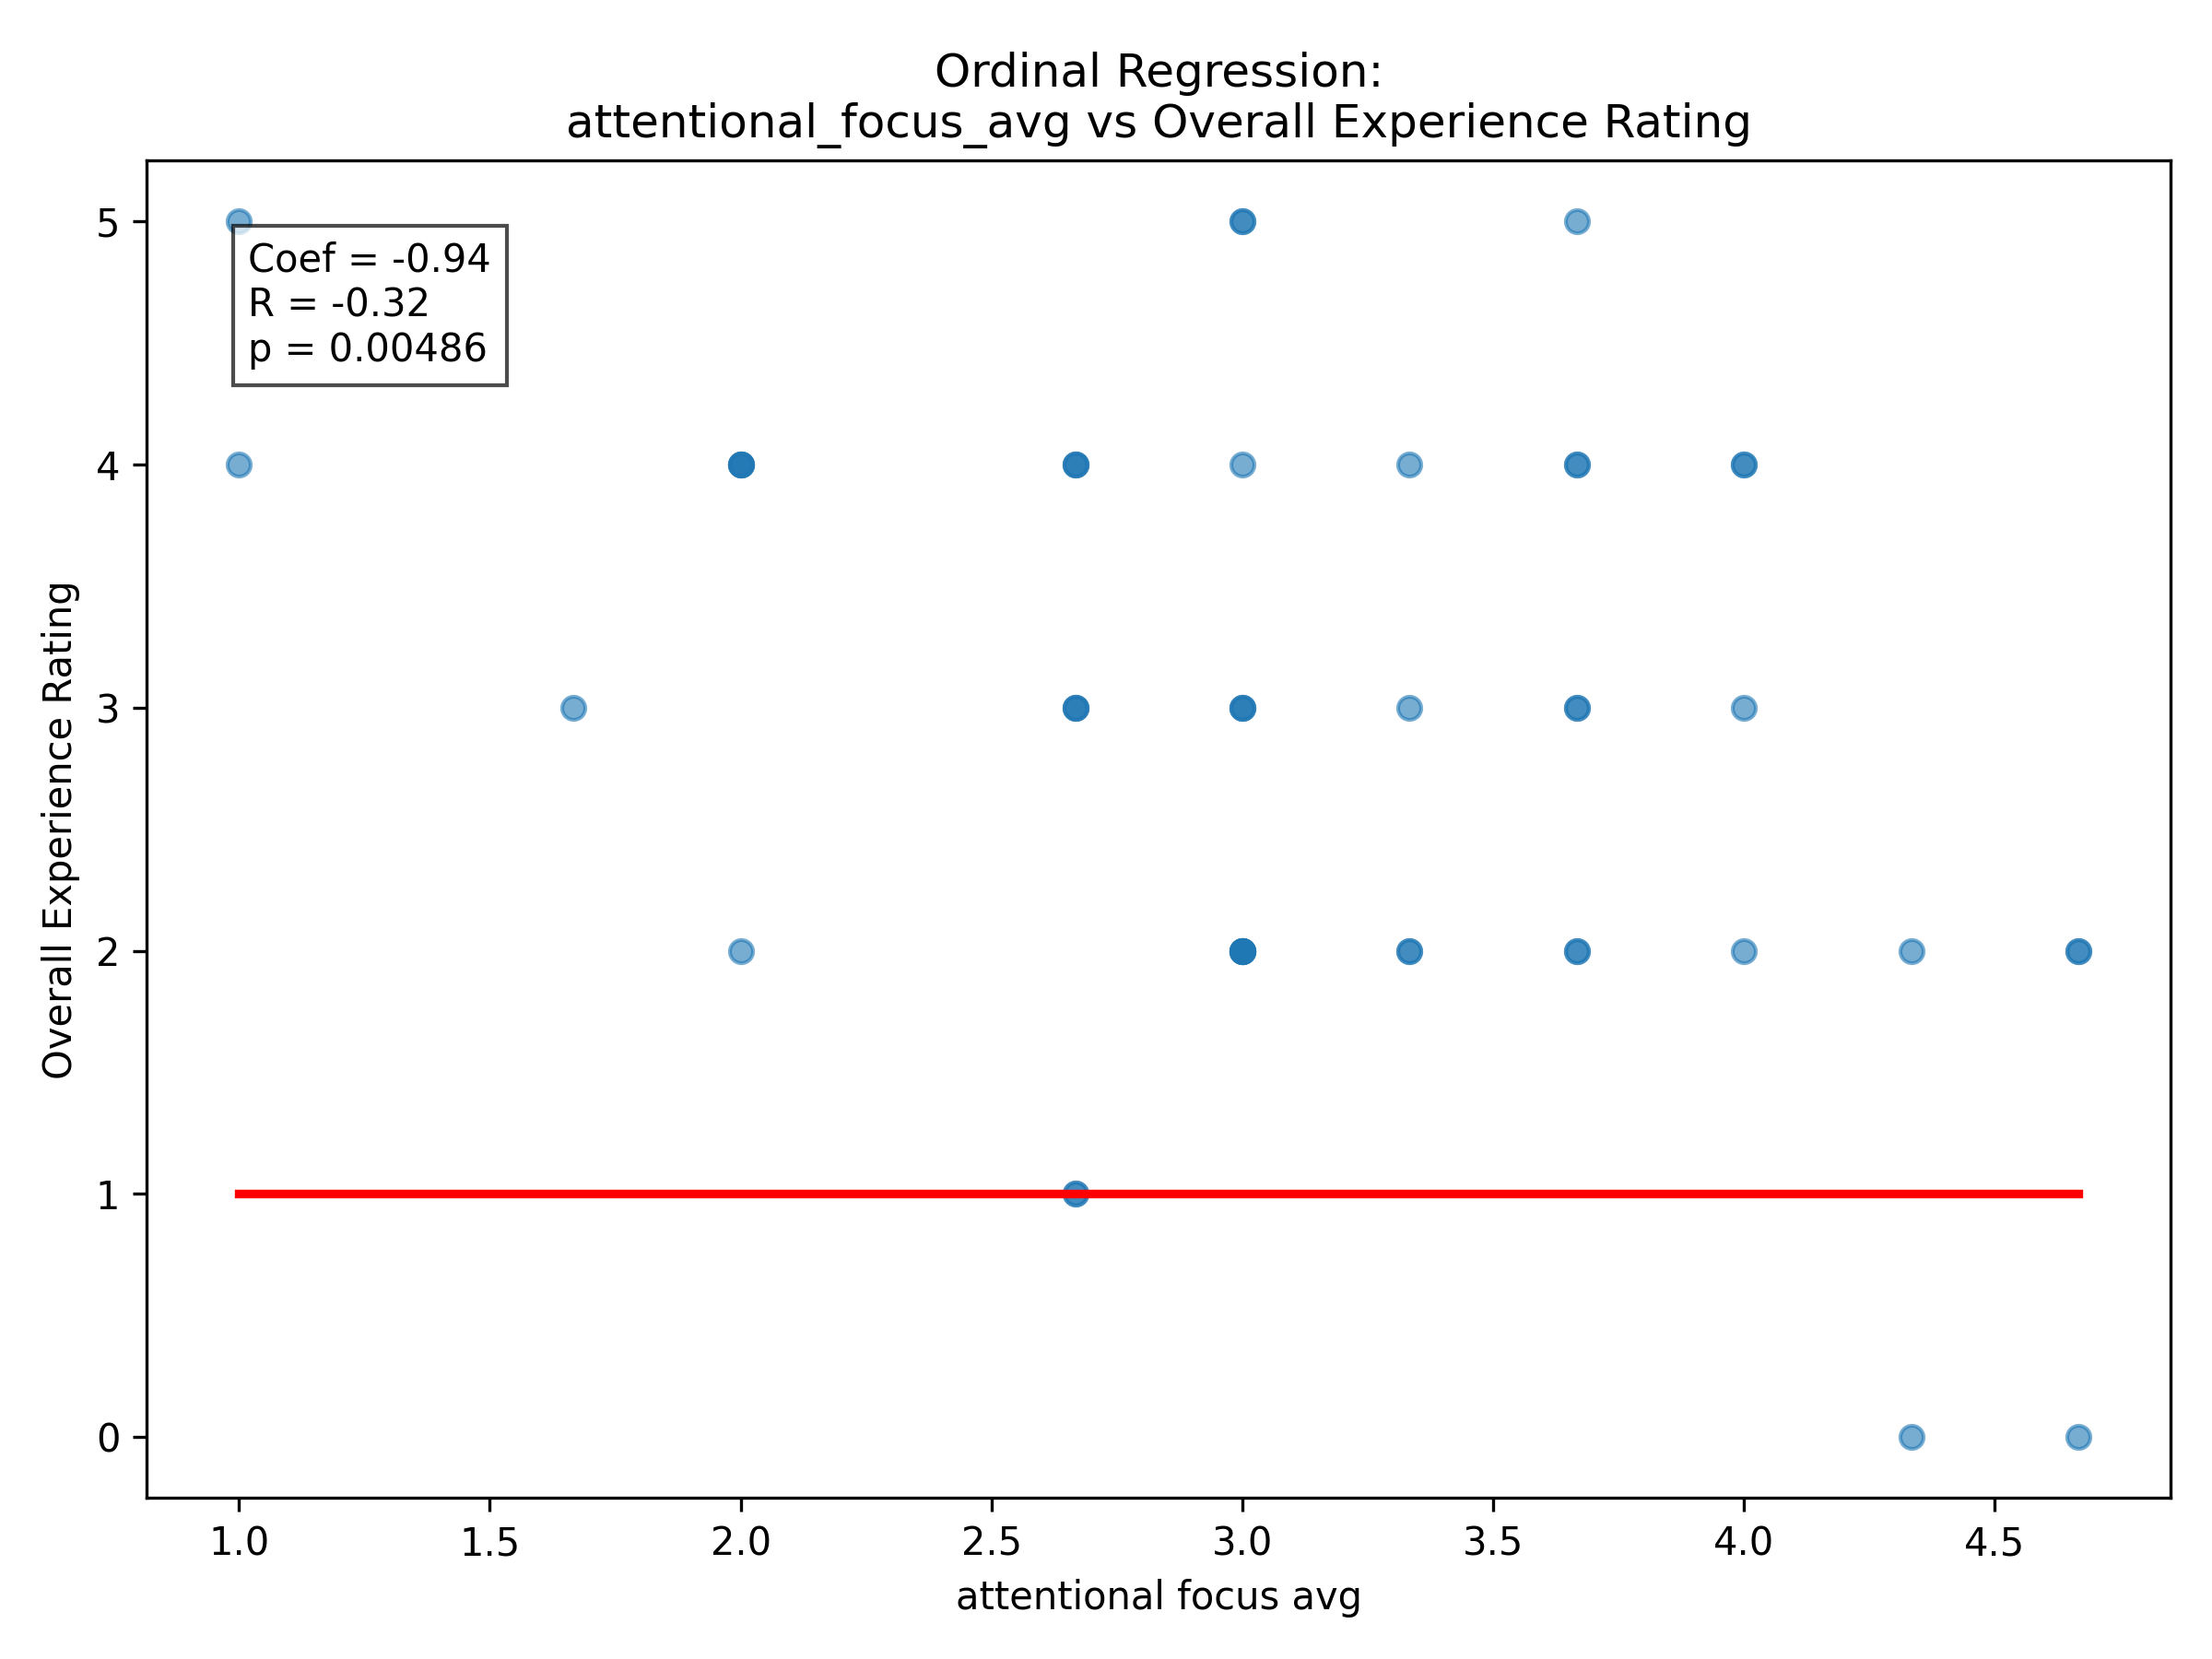 Ordinal Regression:
attentional_focus_avg vs Overall Experience Rating
Coef = -0.94
R = -0.32
p = 0.00486
Overall Experience Rating
5
4
3
2
1
0
1.0 1.5 2.0 2.5 3.0 3.5 4.0 4.5
attentional focus avg